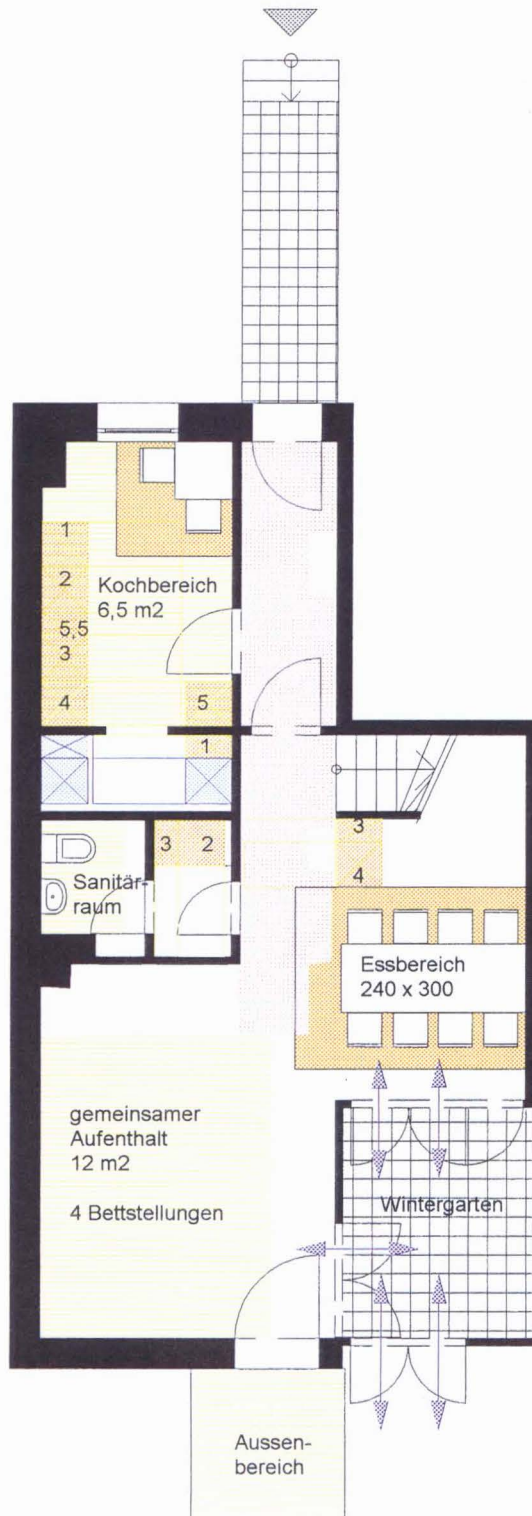 1
2
Kochbereich
6,5 m2
5,5
3
4
5
1
3
2
3
4
Sanitär-
raum
Essbereich
240 x 300
gemeinsamer
Aufenthalt
12 m2
4 Bettstellungen
Wintergarten
Aussen-
bereich